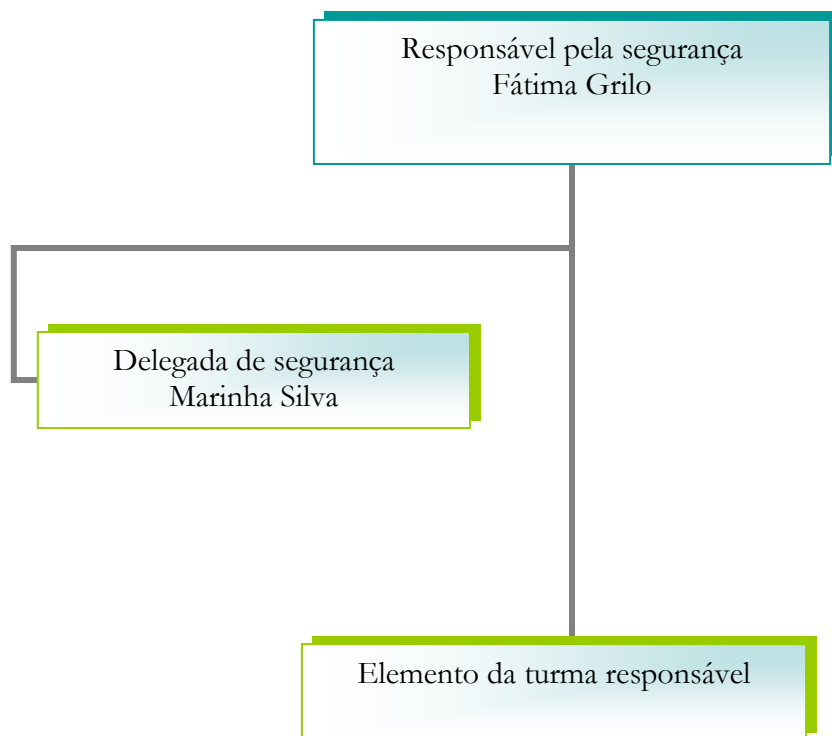 Responsável pela segurança
Fátima Grilo
Delegada de segurança
Marinha Silva
Elemento da turma responsável